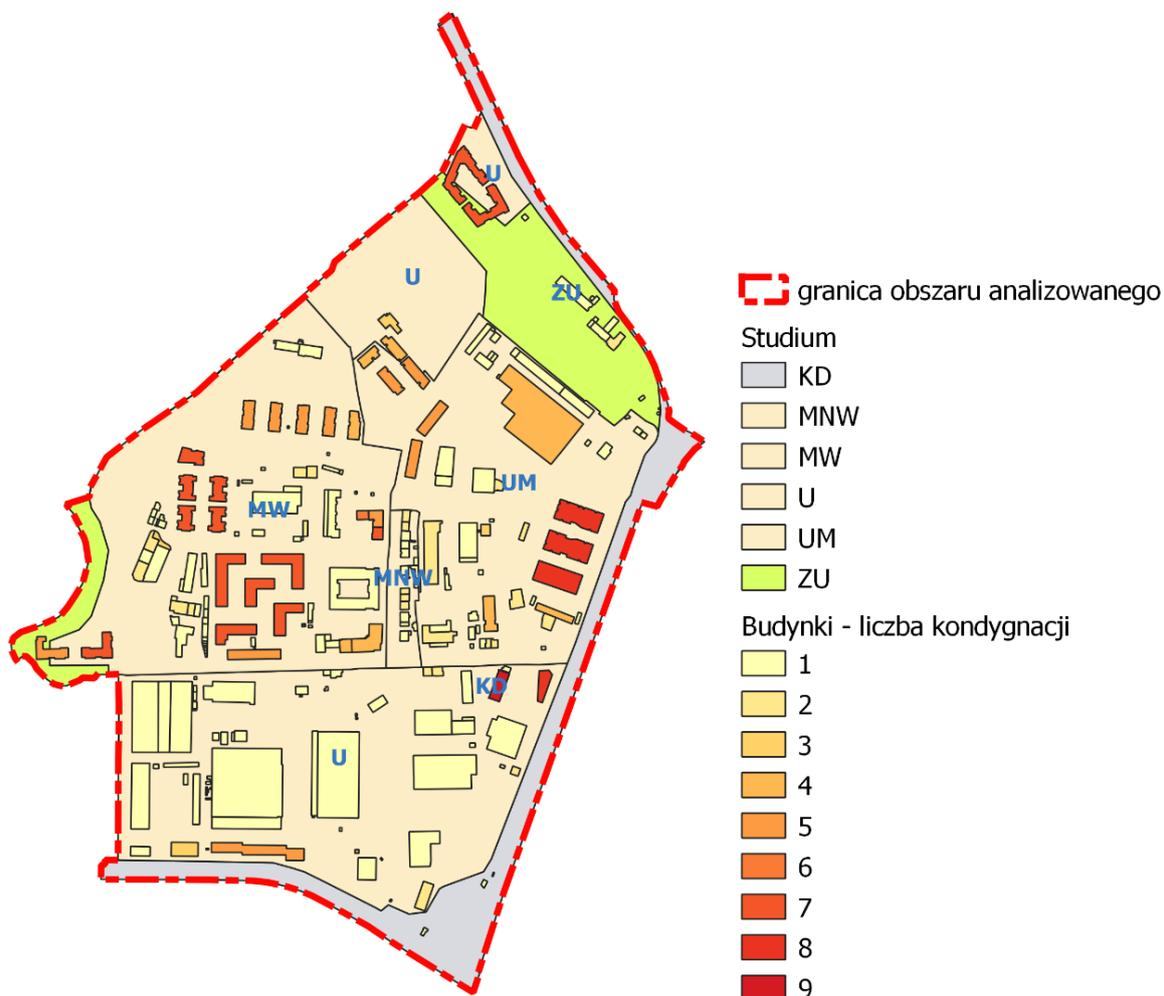 U
U
ZU
UM
MW
MNW
KD
U
granica obszaru analizowanego
Studium
KD
MNW
MW
U
UM
ZU
Budynki - liczba kondygnacji
1
2
3
4
5
6
7
8
9